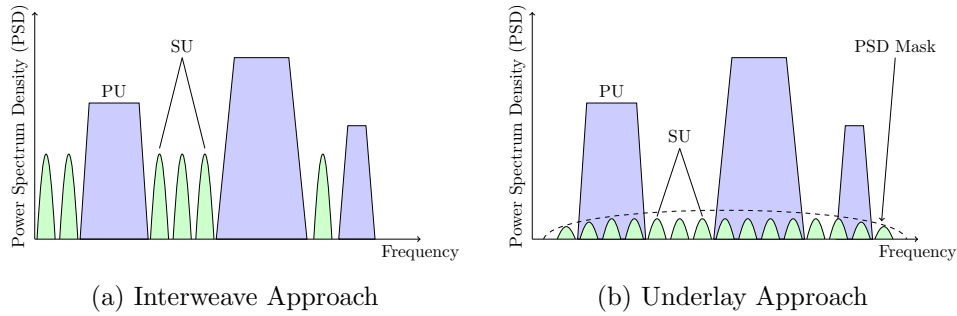 Power Spectrum Density (PSD)
PU
SU
Frequency
(a) Interweave Approach
Power Spectrum Density (PSD)
PU
SU
PSD Mask
Frequency
(b) Underlay Approach